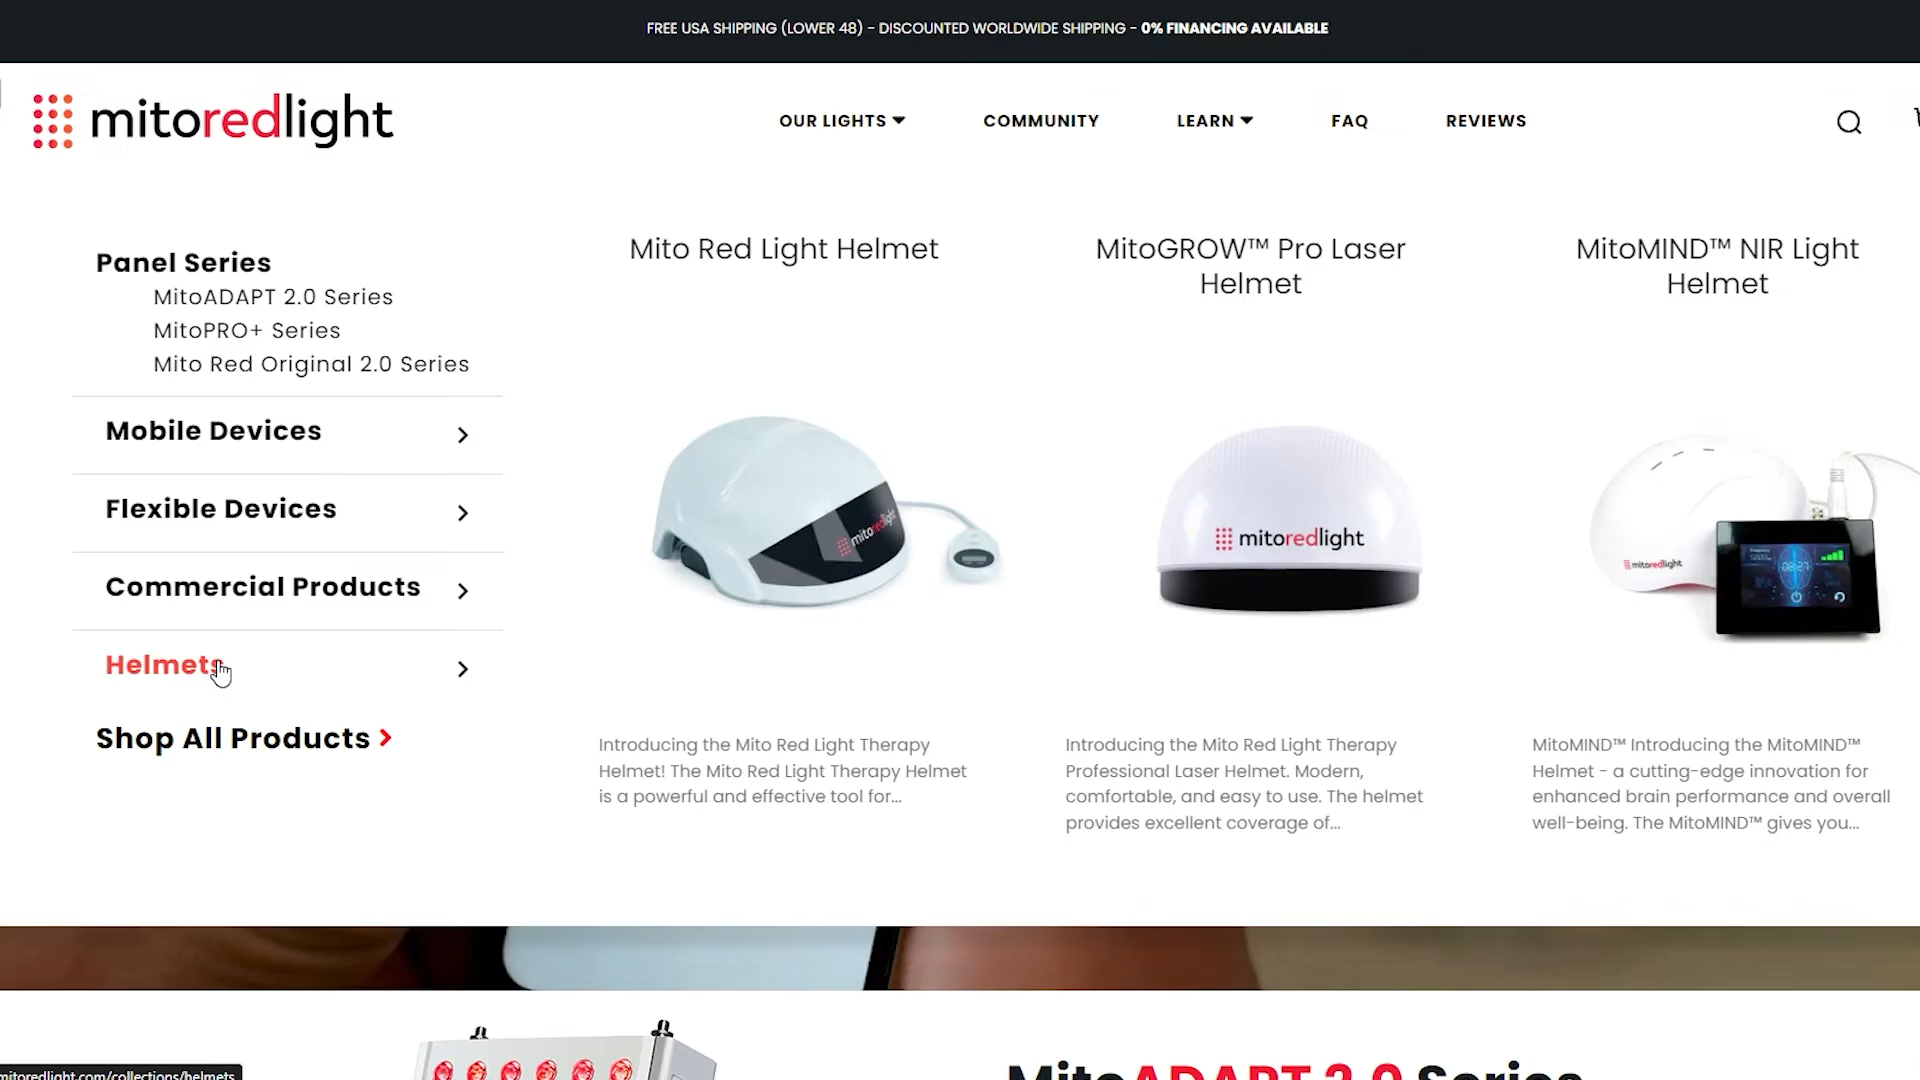 FREE USA SHIPPING (LOWER 48) - DISCOUNTED WORLDWIDE SHIPPING - 0% FINANCING AVAILABLE
mitoredlight
OUR LIGHTS
COMMUNITY
LEARN
FAQ
REVIEWS
Panel Series
MitoADAPT 2.0 Series
MitoPRO+ Series
Mito Red Original 2.0 Series
Mobile Devices
Flexible Devices
Commercial Products
Helmets
Shop All Products
Mito Red Light Helmet
mitoredlight
Introducing the Mito Red Light Therapy
Helmet! The Mito Red Light Therapy Helmet
is a powerful and effective tool for...
MitoGROW™ Pro Laser
Helmet
mitoredlight
Introducing the Mito Red Light Therapy
Professional Laser Helmet. Modern,
comfortable, and easy to use. The helmet
provides excellent coverage of...
MitoMIND™ NIR Light
Helmet
mitoredlight
08:27
MitoMIND™ Introducing the MitoMIND™
Helmet - a cutting-edge innovation for
enhanced brain performance and overall
well-being. The MitoMIND™ gives you...
MitoADAPT 2.0 Series
mitoredlight.com/collections/helmets